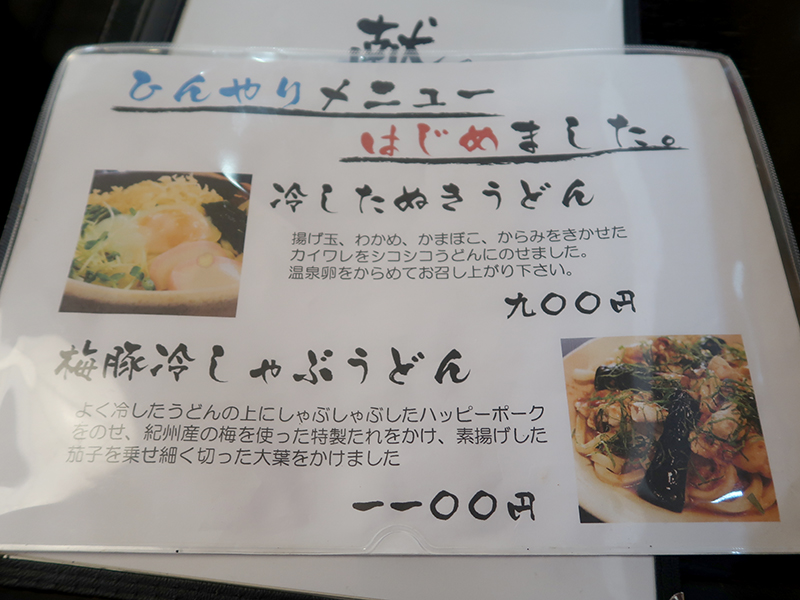 献
ひんやりメニュー
はじめました。
冷したぬきうどん
揚げ玉、わかめ、かまぼこ、からみをきかせた
カイワレをシコシコうどんにのせました。
温泉卵をからめてお召し上がり下さい。
九〇〇円
梅豚冷しゃぶうどん
よく冷したうどんの上にしゃぶしゃぶしたハッピーポーク
をのせ、紀州産の梅を使った特製たれをかけ、素揚げした
茄子を乗せ細く切った大葉をかけました
一一〇〇円